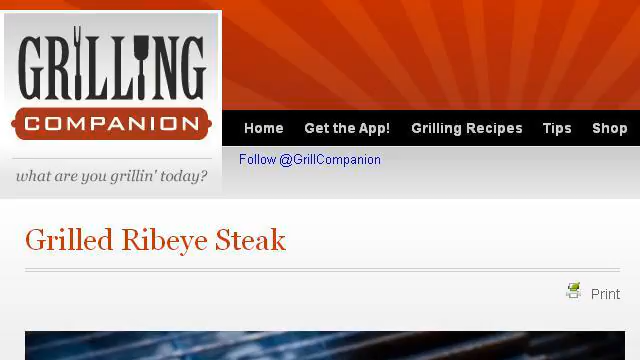 GRILLING
COMPANION
what are you grillin' today?
Home Get the App! Grilling Recipes Tips Shop
Follow @GrillCompanion
Grilled Ribeye Steak
Print